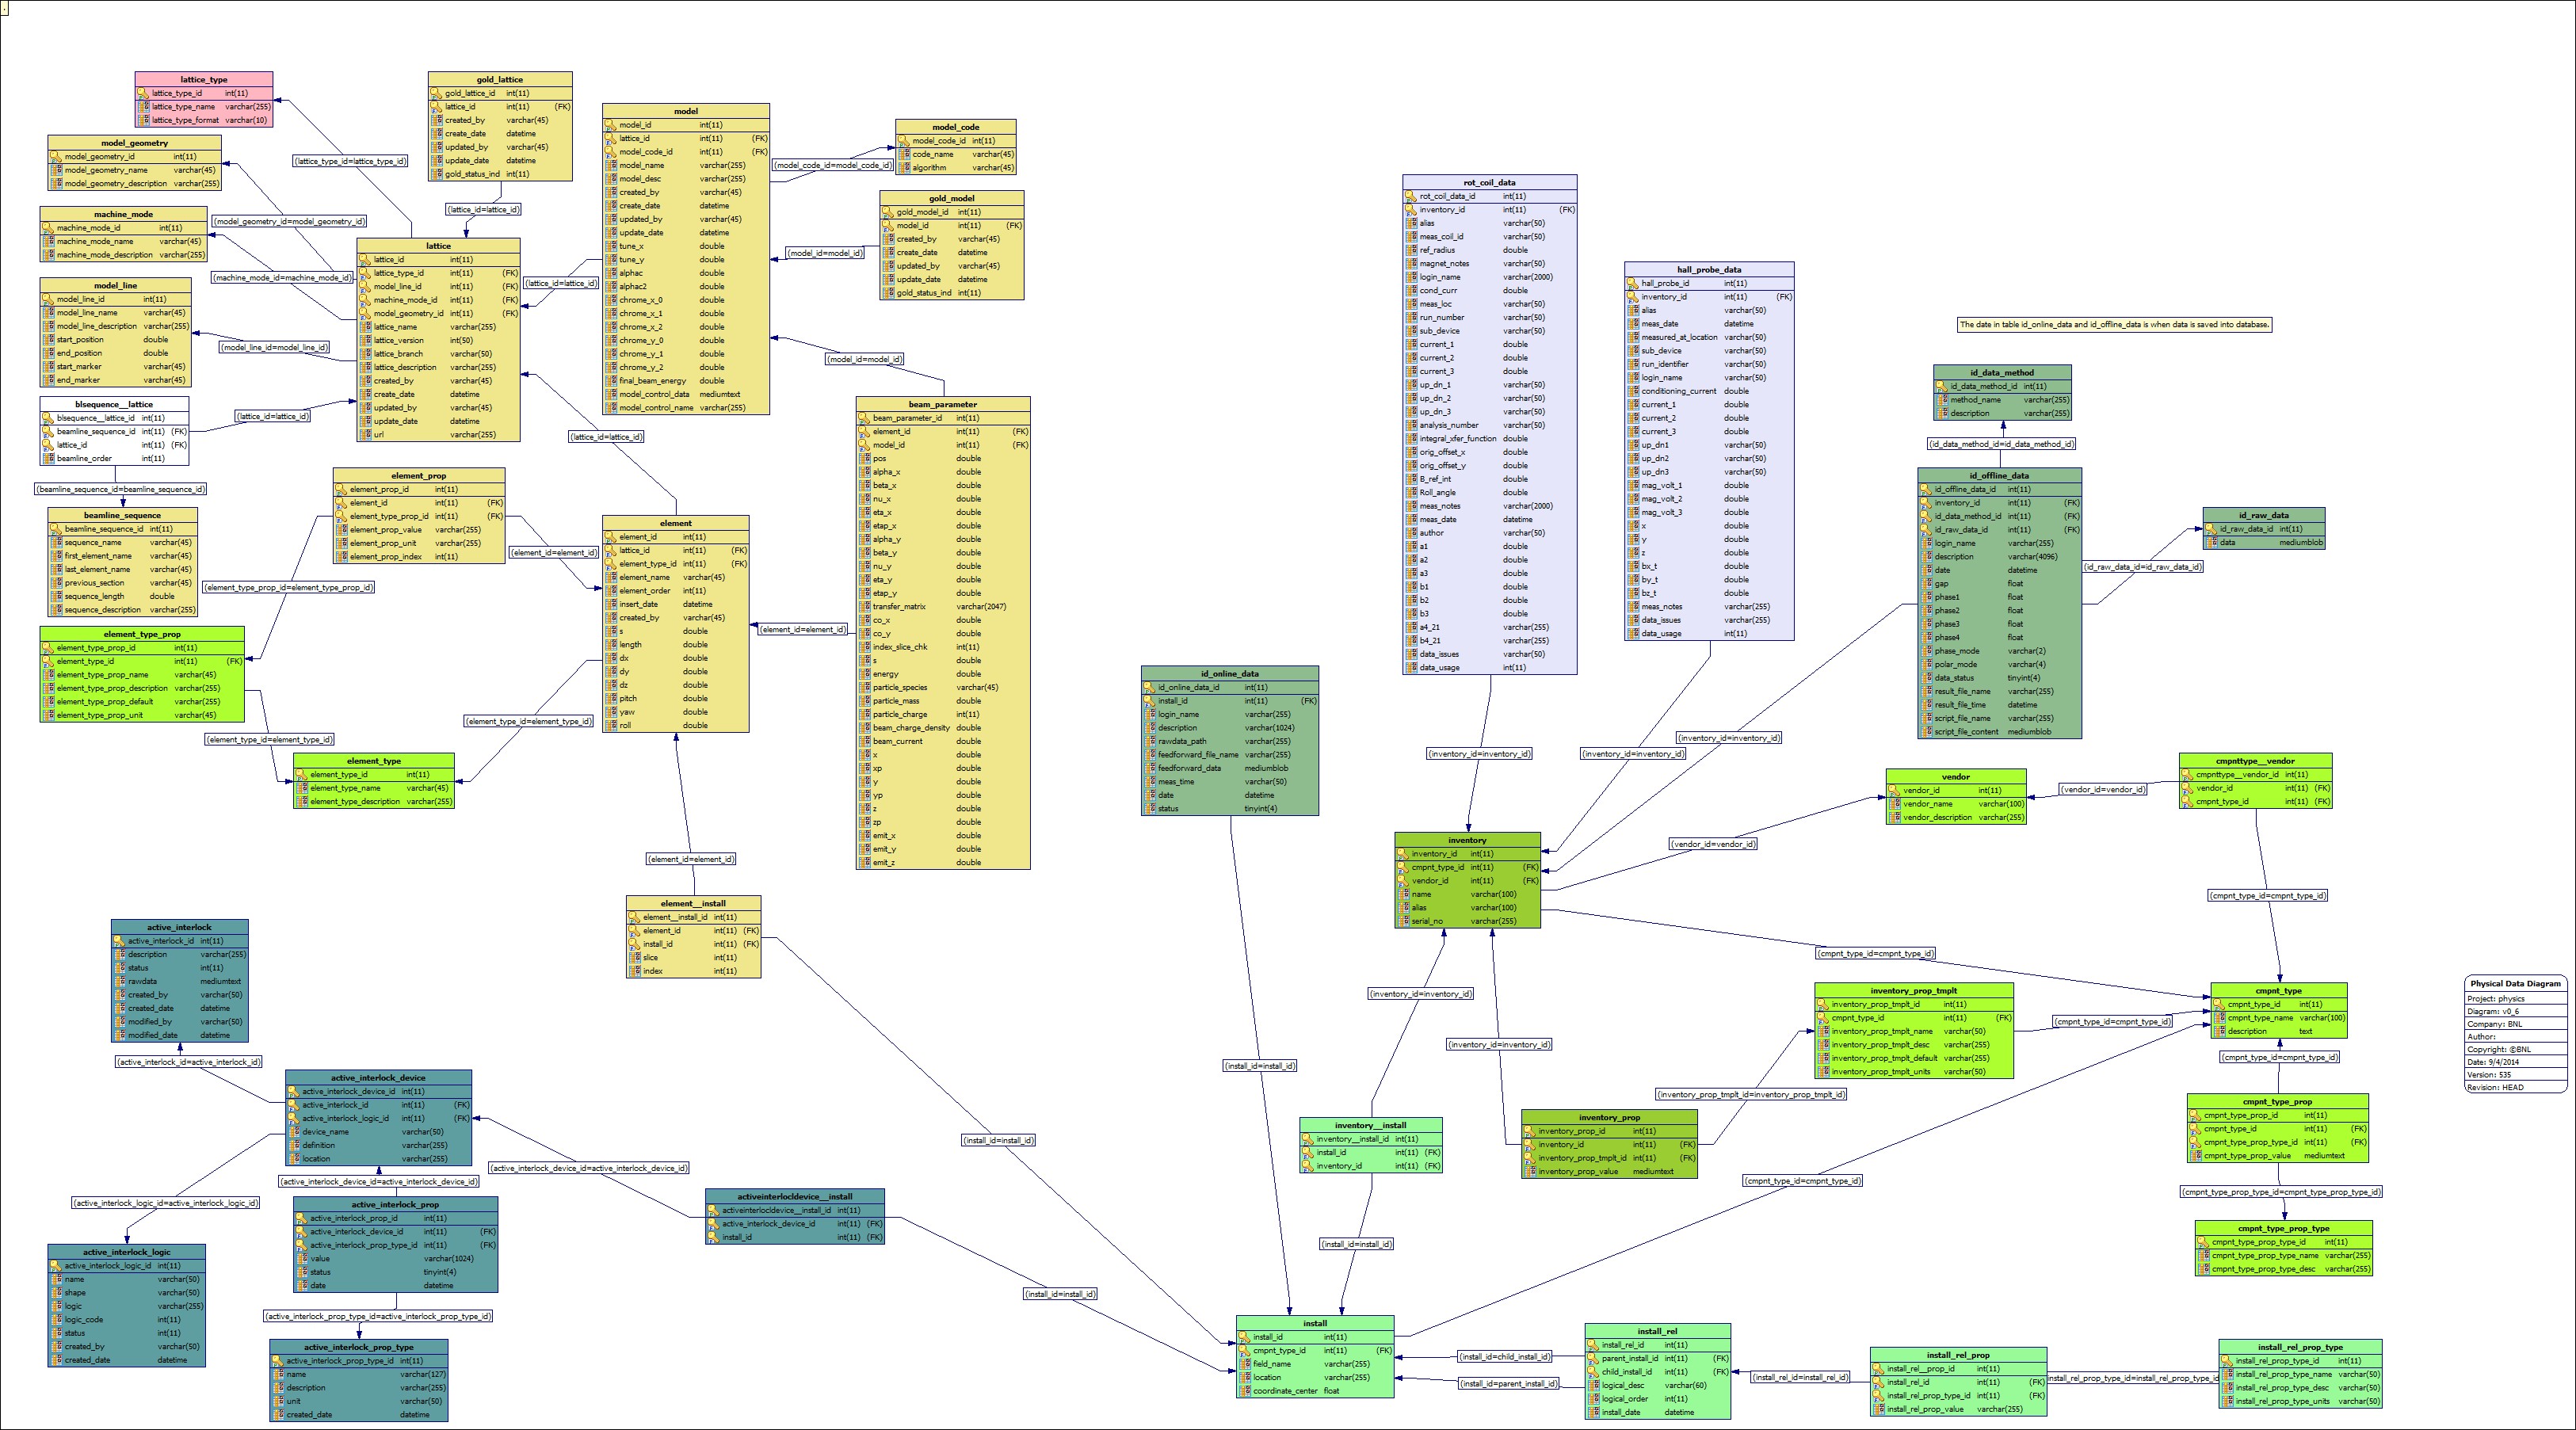 lattice_type
lattice_type_id int(11)
lattice_type_name varchar(255)
lattice_type_format varchar(10)
model_geometry
model_geometry_id int(11)
model_geometry_name varchar(45)
model_geometry_description varchar(255)
machine_mode
machine_mode_id int(11)
machine_mode_name varchar(45)
machine_mode_description varchar(255)
model_line
model_line_id int(11)
model_line_name varchar(45)
model_line_description varchar(255)
start_position double
end_position double
start_marker varchar(45)
end_marker varchar(45)
blsequence__lattice
blsequence__lattice_id int(11)
beamline_sequence_id int(11) (FK)
lattice_id int(11) (FK)
beamline_order int(11)
(beamline_sequence_id=beamline_sequence_id)
beamline_sequence
beamline_sequence_id int(11)
sequence_name varchar(45)
first_element_name varchar(45)
last_element_name varchar(45)
previous_section varchar(45)
sequence_length double
sequence_description varchar(255)
element_type_prop
element_type_prop_id int(11)
element_type_id int(11) (FK)
element_type_prop_name varchar(45)
element_type_prop_description varchar(255)
element_type_prop_default varchar(255)
element_type_prop_unit varchar(45)
(element_type_id=element_type_id)
element_type
element_type_id int(11)
element_type_name varchar(45)
element_type_description varchar(255)
(lattice_type_id=lattice_type_id)
(model_geometry_id=model_geometry_id)
(machine_mode_id=machine_mode_id)
(model_line_id=model_line_id)
(lattice_id=lattice_id)
gold_lattice
gold_lattice_id int(11)
lattice_id int(11) (FK)
created_by varchar(45)
create_date datetime
updated_by varchar(45)
update_date datetime
gold_status_ind int(11)
(lattice_id=lattice_id)
lattice
lattice_id int(11)
lattice_type_id int(11) (FK)
model_line_id int(11) (FK)
machine_mode_id int(11) (FK)
model_geometry_id int(11) (FK)
lattice_name varchar(255)
lattice_version int(50)
lattice_branch varchar(50)
lattice_description varchar(255)
created_by varchar(45)
create_date datetime
updated_by varchar(45)
update_date datetime
url varchar(255)
element_prop
element_prop_id int(11)
element_id int(11) (FK)
element_type_prop_id int(11) (FK)
element_prop_value varchar(255)
element_prop_unit varchar(255)
element_prop_index int(11)
(element_type_prop_id=element_type_prop_id)
(element_id=element_id)
(element_type_id=element_type_id)
(lattice_id=lattice_id)
(lattice_id=lattice_id)
model
model_id int(11)
lattice_id int(11) (FK)
model_code_id int(11) (FK)
model_name varchar(255)
model_desc varchar(255)
created_by varchar(45)
create_date datetime
updated_by varchar(45)
update_date datetime
tune_x double
tune_y double
alphac double
alphac2 double
chrome_x_0 double
chrome_x_1 double
chrome_x_2 double
chrome_y_0 double
chrome_y_1 double
chrome_y_2 double
final_beam_energy double
model_control_data mediumtext
model_control_name varchar(255)
(model_code_id=model_code_id)
model_code
model_code_id int(11)
code_name varchar(45)
algorithm varchar(45)
gold_model
gold_model_id int(11)
model_id int(11) (FK)
created_by varchar(45)
create_date datetime
updated_by varchar(45)
update_date datetime
gold_status_ind int(11)
(model_id=model_id)
(model_id=model_id)
element
element_id int(11)
lattice_id int(11) (FK)
element_type_id int(11) (FK)
element_name varchar(45)
element_order int(11)
insert_date datetime
created_by varchar(45)
s double
length double
dx double
dy double
dz double
pitch double
yaw double
roll double
(element_id=element_id)
beam_parameter
beam_parameter_id int(11)
element_id int(11) (FK)
model_id int(11) (FK)
pos double
alpha_x double
beta_x double
nu_x double
eta_x double
etap_x double
alpha_y double
beta_y double
nu_y double
eta_y double
etap_y double
transfer_matrix varchar(2047)
co_x double
co_y double
index_slice_chk int(11)
s double
energy double
particle_species varchar(45)
particle_mass double
particle_charge int(11)
beam_charge_density double
beam_current double
x double
xp double
y double
yp double
z double
zp double
emit_x double
emit_y double
emit_z double
(element_id=element_id)
element__install
element__install_id int(11)
element_id int(11) (FK)
install_id int(11) (FK)
slice int(11)
index int(11)
(install_id=install_id)
active_interlock
active_interlock_id int(11)
description varchar(255)
status int(11)
rawdata mediumtext
created_by varchar(50)
created_date datetime
modified_by varchar(50)
modified_date datetime
(active_interlock_id=active_interlock_id)
active_interlock_device
active_interlock_device_id int(11)
active_interlock_id int(11) (FK)
active_interlock_logic_id int(11) (FK)
device_name varchar(50)
definition varchar(255)
location varchar(255)
(active_interlock_device_id=active_interlock_device_id)
(active_interlock_device_id=active_interlock_device_id)
(active_interlock_logic_id=active_interlock_logic_id)
active_interlock_prop
active_interlock_prop_id int(11)
active_interlock_device_id int(11) (FK)
active_interlock_prop_type_id int(11) (FK)
value varchar(1024)
status tinyint(4)
date datetime
(active_interlock_prop_type_id=active_interlock_prop_type_id)
active_interlock_logic
active_interlock_logic_id int(11)
name varchar(50)
shape varchar(50)
logic varchar(255)
logic_code int(11)
status int(11)
created_by varchar(50)
created_date datetime
active_interlock_prop_type
active_interlock_prop_type_id int(11)
name varchar(127)
description varchar(255)
unit varchar(50)
created_date datetime
activeinterlocldevice__install
activeinterlocldevice__install_id int(11)
active_interlock_device_id int(11) (FK)
install_id int(11) (FK)
(install_id=install_id)
id_online_data
id_online_data_id int(11)
install_id int(11) (FK)
login_name varchar(255)
description varchar(1024)
rawdata_path varchar(255)
feedforward_file_name varchar(255)
feedforward_data mediumblob
meas_time varchar(50)
date datetime
status tinyint(4)
(install_id=install_id)
rot_coil_data
rot_coil_data_id int(11)
inventory_id int(11) (FK)
alias varchar(50)
meas_coil_id varchar(50)
ref_radius double
magnet_notes varchar(50)
login_name varchar(2000)
cond_curr double
meas_loc varchar(50)
run_number varchar(50)
sub_device varchar(50)
current_1 double
current_2 double
current_3 double
up_dn_1 varchar(50)
up_dn_2 varchar(50)
up_dn_3 varchar(50)
analysis_number varchar(50)
integral_xfer_function double
orig_offset_x double
orig_offset_y double
B_ref_int double
Roll_angle double
meas_notes varchar(2000)
meas_date datetime
author varchar(50)
a1 double
a2 double
a3 double
b1 double
b2 double
b3 double
a4_21 varchar(255)
b4_21 varchar(255)
data_issues varchar(50)
data_usage int(11)
(inventory_id=inventory_id)
hall_probe_data
hall_probe_id int(11)
inventory_id int(11) (FK)
alias varchar(50)
meas_date datetime
measured_at_location varchar(50)
sub_device varchar(50)
run_identifier varchar(50)
login_name varchar(50)
conditioning_current double
current_1 double
current_2 double
current_3 double
up_dn1 varchar(50)
up_dn2 varchar(50)
up_dn3 varchar(50)
mag_volt_1 double
mag_volt_2 double
mag_volt_3 double
x double
y double
z double
bx_t double
by_t double
bz_t double
meas_notes varchar(255)
data_issues varchar(255)
data_usage int(11)
(inventory_id=inventory_id)
(inventory_id=inventory_id)
The date in table id_online_data and id_offline_data is when data is saved into database.
id_data_method
id_data_method_id int(11)
method_name varchar(255)
description varchar(255)
(id_data_method_id=id_data_method_id)
id_offline_data
id_offline_data_id int(11)
inventory_id int(11) (FK)
id_data_method_id int(11) (FK)
id_raw_data_id int(11) (FK)
login_name varchar(255)
description varchar(4096)
date datetime
gap float
phase1 float
phase2 float
phase3 float
phase4 float
phase_mode varchar(2)
polar_mode varchar(4)
data_status tinyint(4)
result_file_name varchar(255)
result_file_time datetime
script_file_name varchar(255)
script_file_content mediumblob
id_raw_data
id_raw_data_id int(11)
data mediumblob
(id_raw_data_id=id_raw_data_id)
inventory
inventory_id int(11)
cmpnt_type_id int(11) (FK)
vendor_id int(11) (FK)
name varchar(100)
alias varchar(100)
serial_no varchar(255)
vendor
vendor_id int(11)
vendor_name varchar(100)
vendor_description varchar(255)
(vendor_id=vendor_id)
(vendor_id=vendor_id)
cmpnttype__vendor
cmpnttype__vendor_id int(11)
vendor_id int(11) (FK)
cmpnt_type_id int(11) (FK)
(cmpnt_type_id=cmpnt_type_id)
(cmpnt_type_id=cmpnt_type_id)
(inventory_id=inventory_id)
(inventory_id=inventory_id)
inventory_prop_tmplt
inventory_prop_tmplt_id int(11)
cmpnt_type_id int(11) (FK)
inventory_prop_tmplt_name varchar(50)
inventory_prop_tmplt_desc varchar(255)
inventory_prop_tmplt_default varchar(255)
inventory_prop_tmplt_units varchar(50)
(cmpnt_type_id=cmpnt_type_id)
cmpnt_type
cmpnt_type_id int(11)
cmpnt_type_name varchar(100)
description text
(cmpnt_type_id=cmpnt_type_id)
cmpnt_type_prop
cmpnt_type_prop_id int(11)
cmpnt_type_id int(11) (FK)
cmpnt_type_prop_type_id int(11) (FK)
cmpnt_type_prop_value mediumtext
(cmpnt_type_prop_type_id=cmpnt_type_prop_type_id)
cmpnt_type_prop_type
cmpnt_type_prop_type_id int(11)
cmpnt_type_prop_type_name varchar(255)
cmpnt_type_prop_type_desc varchar(255)
(inventory_prop_tmplt_id=inventory_prop_tmplt_id)
inventory_prop
inventory_prop_id int(11)
inventory_id int(11) (FK)
inventory_prop_tmplt_id int(11) (FK)
inventory_prop_value mediumtext
(cmpnt_type_id=cmpnt_type_id)
inventory__install
inventory__install_id int(11)
install_id int(11) (FK)
inventory_id int(11) (FK)
(install_id=install_id)
install
install_id int(11)
cmpnt_type_id int(11) (FK)
field_name varchar(255)
location varchar(255)
coordinate_center float
(install_id=child_install_id)
(install_id=parent_install_id)
install_rel
install_rel_id int(11)
parent_install_id int(11) (FK)
child_install_id int(11) (FK)
logical_desc varchar(60)
logical_order int(11)
install_date datetime
(install_rel_id=install_rel_id)
install_rel_prop
install_rel__prop_id int(11)
install_rel_id int(11) (FK)
install_rel_prop_type_id int(11) (FK)
install_rel_prop_value varchar(255)
install_rel_prop_type_id=install_rel_prop_type_id
install_rel_prop_type
install_rel_prop_type_id int(11)
install_rel_prop_type_name varchar(50)
install_rel_prop_type_desc varchar(50)
install_rel_prop_type_units varchar(50)
Physical Data Diagram
Project: physics
Diagram: v0_6
Company: BNL
Author:
Copyright: ©BNL
Date: 9/4/2014
Version: 535
Revision: HEAD